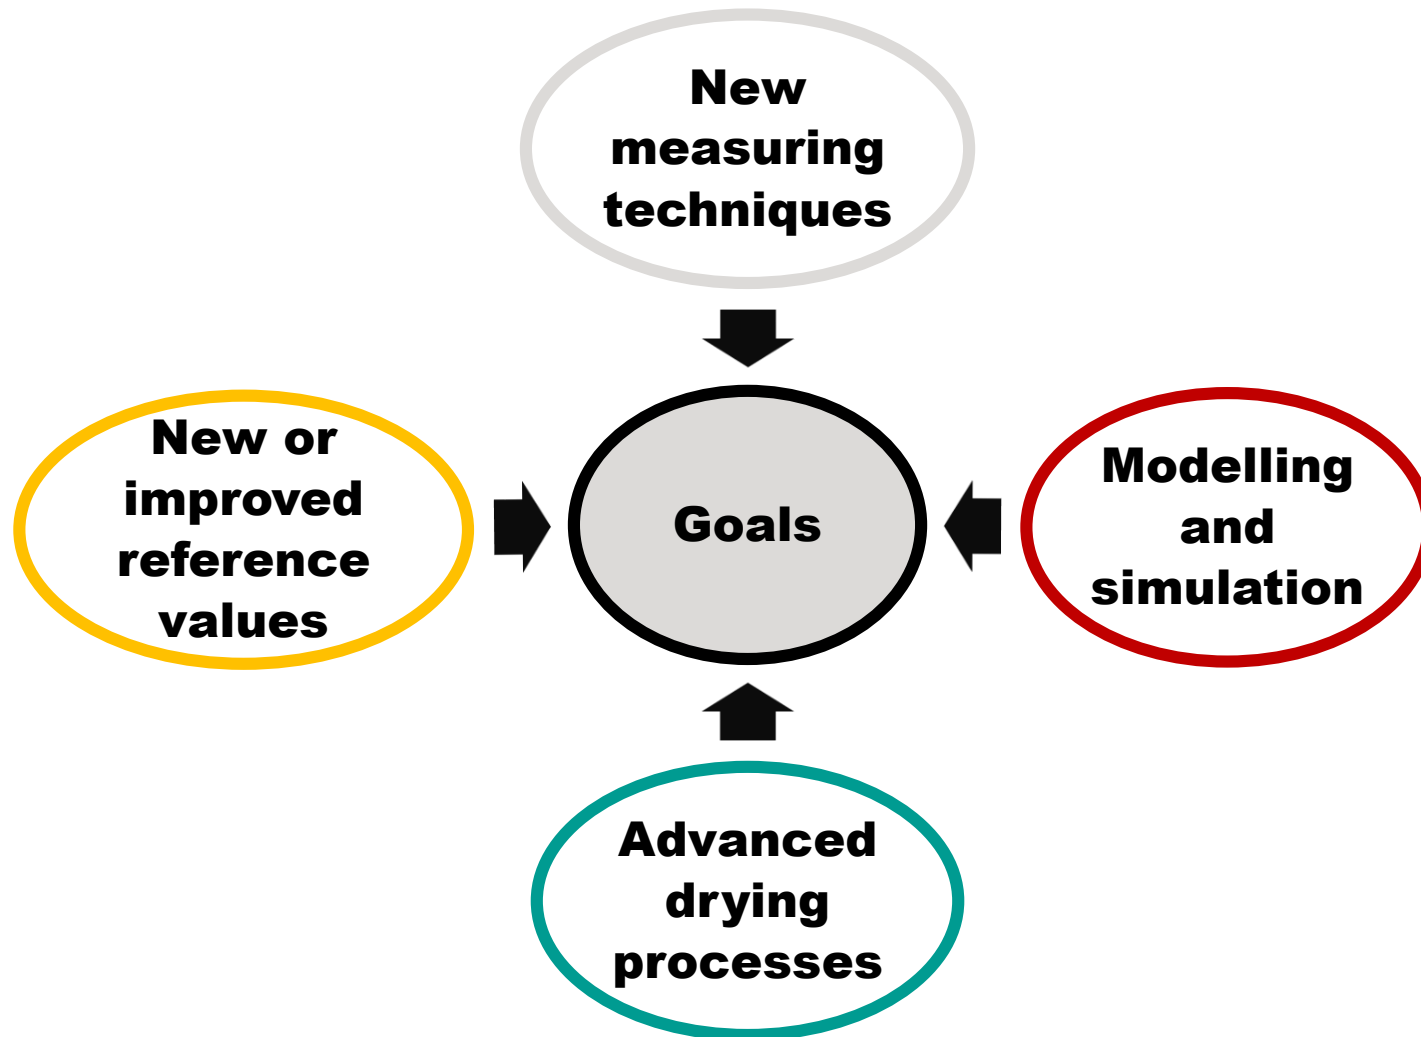 New
measuring
techniques
New or
improved
reference
values
Goals
Modelling
and
simulation
Advanced
drying
processes